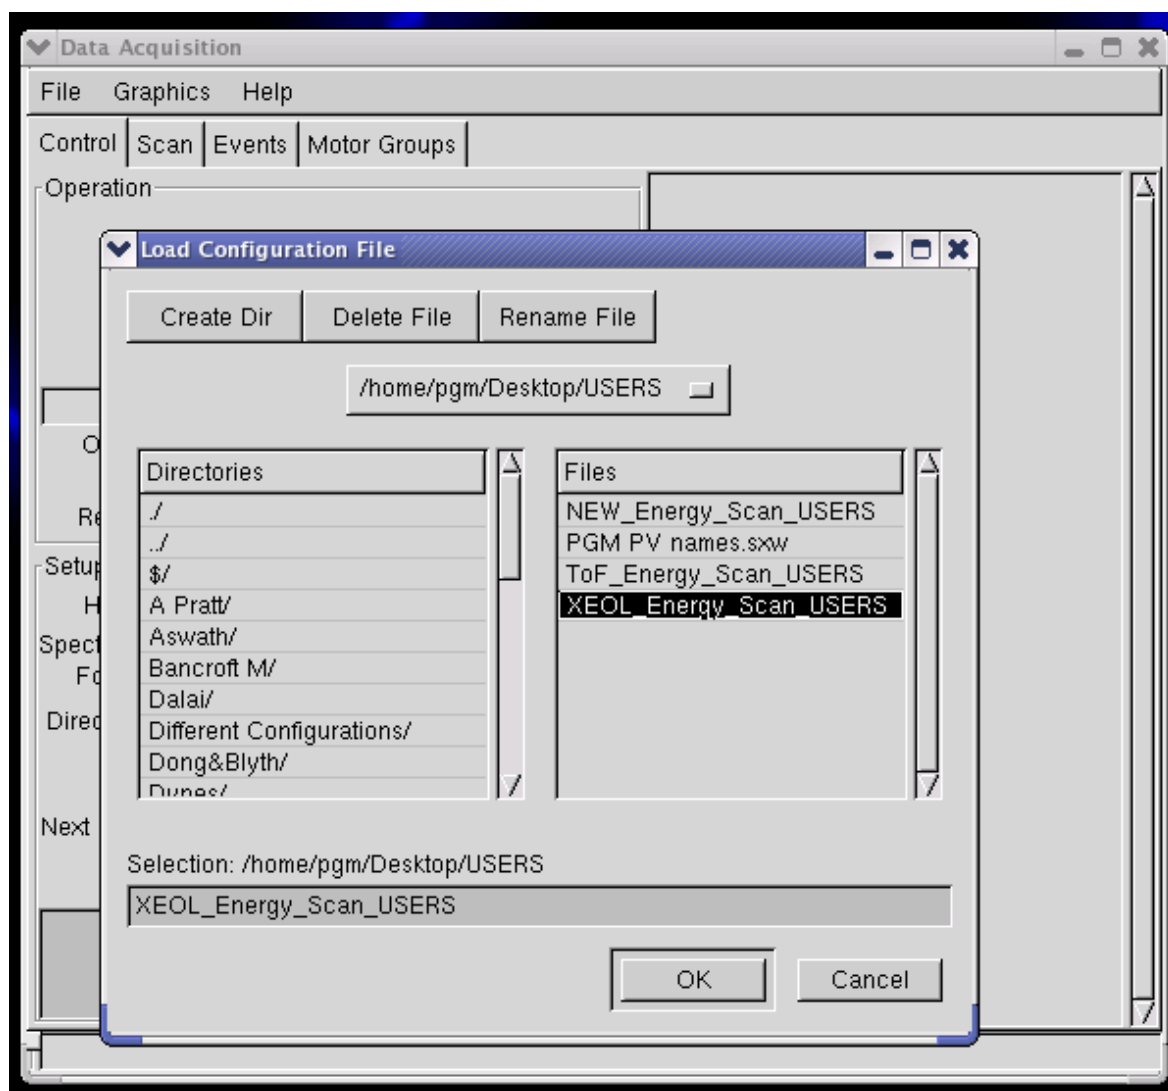 Data Acquisition
File Graphics Help
Control Scan Events Motor Groups
Operation
Load Configuration File
Create Dir Delete File Rename File
/home/pgm/Desktop/USERS
Directories
./
../
$/
A Pratt/
Aswath/
Bancroft M/
Dalai/
Different Configurations/
Dong&Blyth/
Dynes/
Files
NEW_Energy_Scan_USERS
PGM PV names.sxw
ToF_Energy_Scan_USERS
XEOL_Energy_Scan_USERS
Setup
Next
Selection: /home/pgm/Desktop/USERS
XEOL_Energy_Scan_USERS
OK Cancel